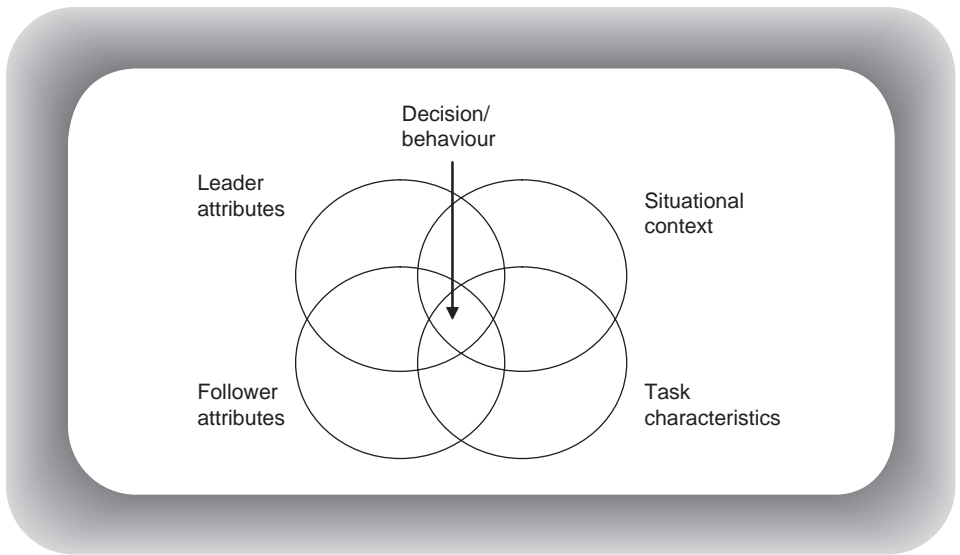 Decision/
behaviour
Leader
attributes
Situational
context
Follower
attributes
Task
characteristics